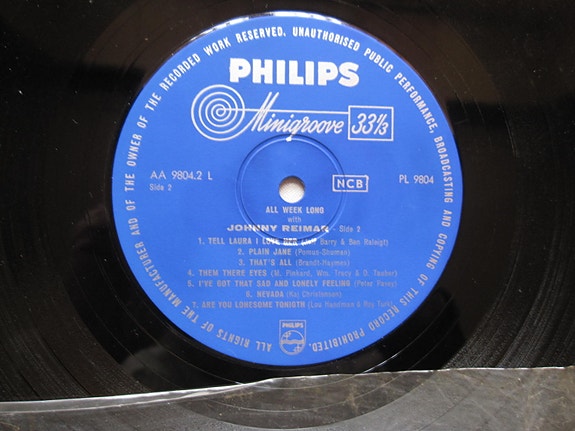 ALL RIGHTS OF THE MANUFACTURER AND OF THE OWNER OF THE RECORDED WORK RESERVED. UNAUTHORISED PUBLIC PERFORMANCE, BROADCASTING AND COPYING OF THIS RECORD PROHIBITED.
PHILIPS
Minigroove 33⅓
AA 9804.2 L NCB PL 9804
Side 2
ALL WEEK LONG
with
JOHNNY REIMAR - Side 2
1. TELL LAURA I LOVE HER (Jeff Barry & Ben Raleigt)
2. PLAIN JANE (Pomus-Shuman)
3. THAT'S ALL (Brandt-Haymes)
4. THEM THERE EYES (M. Pinkard, Wm. Tracy & D. Tauber)
5. I'VE GOT THAT SAD AND LONELY FEELING (Peter Pavey)
6. NEVADA (Kai Christensen)
7. ARE YOU LONESOME TONIGTH (Lou Handman & Roy Turk)
PHILIPS